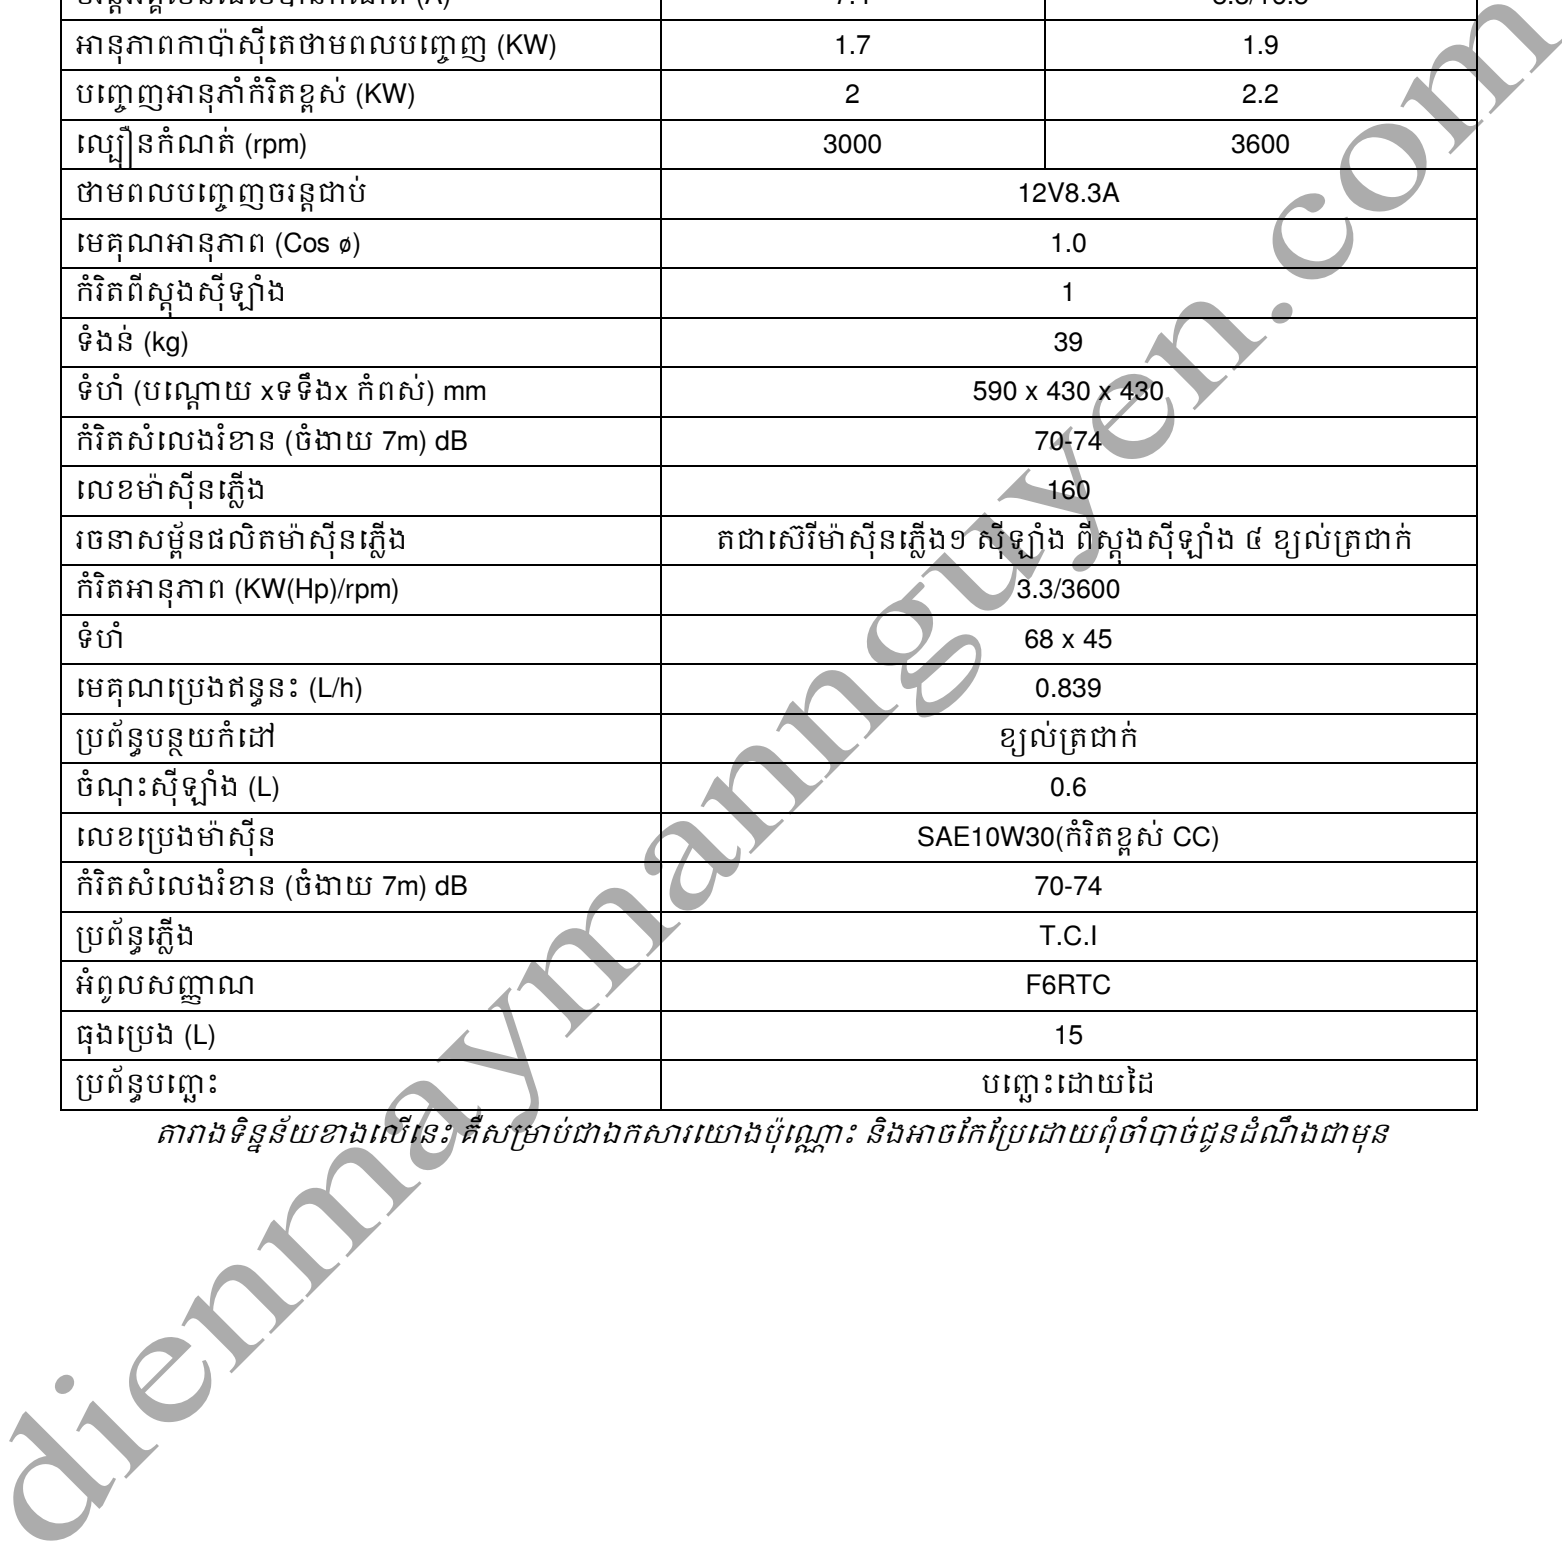 អានុភាពកាប៉ាស៊ីតេថាមពលបញ្ចេញ (KW) 1.7 1.9
បញ្ចេញអានុភាំកំរិតខ្ពស់ (KW) 2 2.2
ល្បឿនកំណត់ (rpm) 3000 3600
ថាមពលបញ្ចេញចរន្តជាប់ 12V8.3A
មេគុណអានុភាព (Cos ø) 1.0
កំរិតពីស្តុងស៊ីឡាំង 1
ទំងន់ (kg) 39
ទំហំ (បណ្តោយ xទទឹងx កំពស់) mm 590 x 430 x 430
កំរិតសំលេងរំខាន (ចំងាយ 7m) dB 70-74
លេខម៉ាស៊ីនភ្លើង 160
រចនាសម្ព័នផលិតម៉ាស៊ីនភ្លើង តជាស៊េរីម៉ាស៊ីនភ្លើង១ ស៊ីឡាំង ពីស្តុងស៊ីឡាំង ៤ ខ្យល់ត្រជាក់
កំរិតអានុភាព (KW(Hp)/rpm) 3.3/3600
ទំហំ 68 x 45
មេគុណប្រេងឥន្ធនះ (L/h) 0.839
ប្រព័ន្ធបន្ថយកំដៅ ខ្យល់ត្រជាក់
ចំណុះស៊ីឡាំង (L) 0.6
លេខប្រេងម៉ាស៊ីន SAE10W30(កំរិតខ្ពស់ CC)
កំរិតសំលេងរំខាន (ចំងាយ 7m) dB 70-74
ប្រព័ន្ធភ្លើង T.C.I
អំពូលសញ្ញាណ F6RTC
ធុងប្រេង (L) 15
ប្រព័ន្ធបញ្ឆេះ បញ្ឆេះដោយដៃ
តារាងទិន្នន័យខាងលើនេះ គឺសម្រាប់ជាឯកសារយោងប៉ុណ្ណោះ និងអាចកែប្រែដោយពុំចាំបាច់ជូនដំណឹងជាមុន
dienmaymannguyen.com